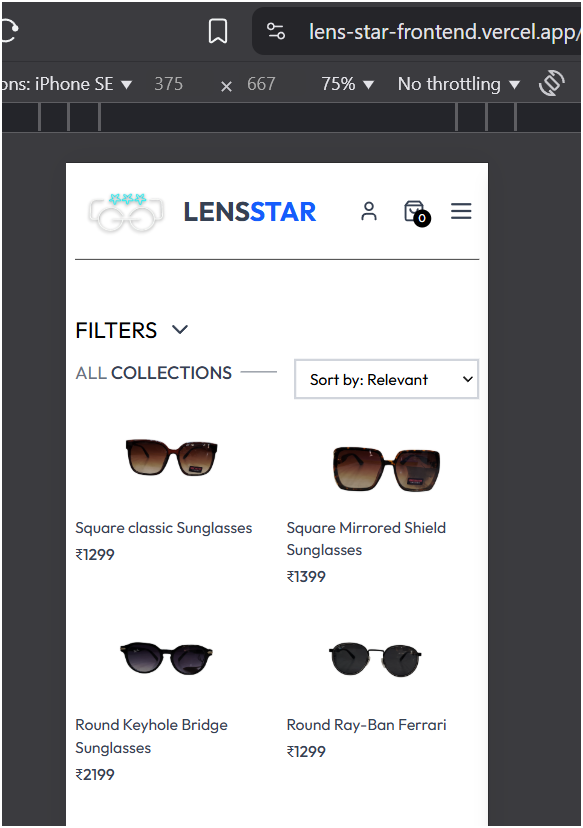 lens-star-frontend.vercel.app/
ons: iPhone SE 375 × 667 75% No throttling
LENSSTAR
0
FILTERS
ALL COLLECTIONS
Sort by: Relevant
Square classic Sunglasses
₹1299
Square Mirrored Shield
Sunglasses
₹1399
Round Keyhole Bridge
Sunglasses
₹2199
Round Ray-Ban Ferrari
₹1299